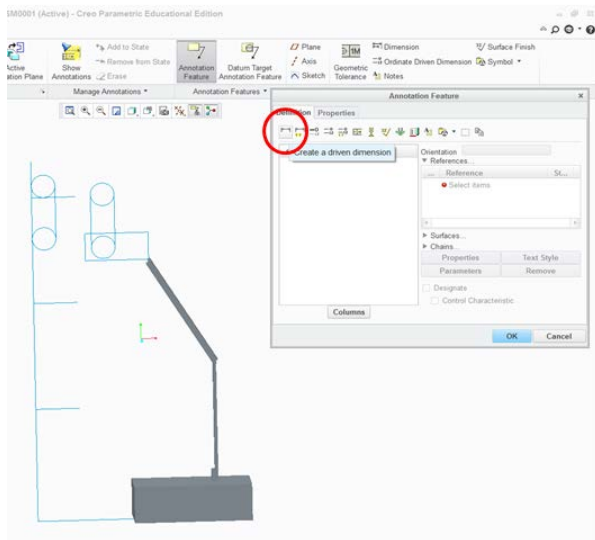 SM0001 (Active) - Creo Parametric Educational Edition
Active
ation Plane
Show
Annotations
Add to State
Remove from State
Erase
Annotation
Feature
Datum Target
Annotation Feature
Plane
Axis
Sketch
Geometric
Tolerance
Dimension
Ordinate Driven Dimension
Notes
Surface Finish
Symbol
Manage Annotations
Annotation Features
Annotation Feature
Definition Properties
Create a driven dimension
Orientation
References...
... Reference St...
Select items
Surfaces...
Chains...
Properties Text Style
Parameters Remove
Designate
Control Characteristic
Columns
OK Cancel